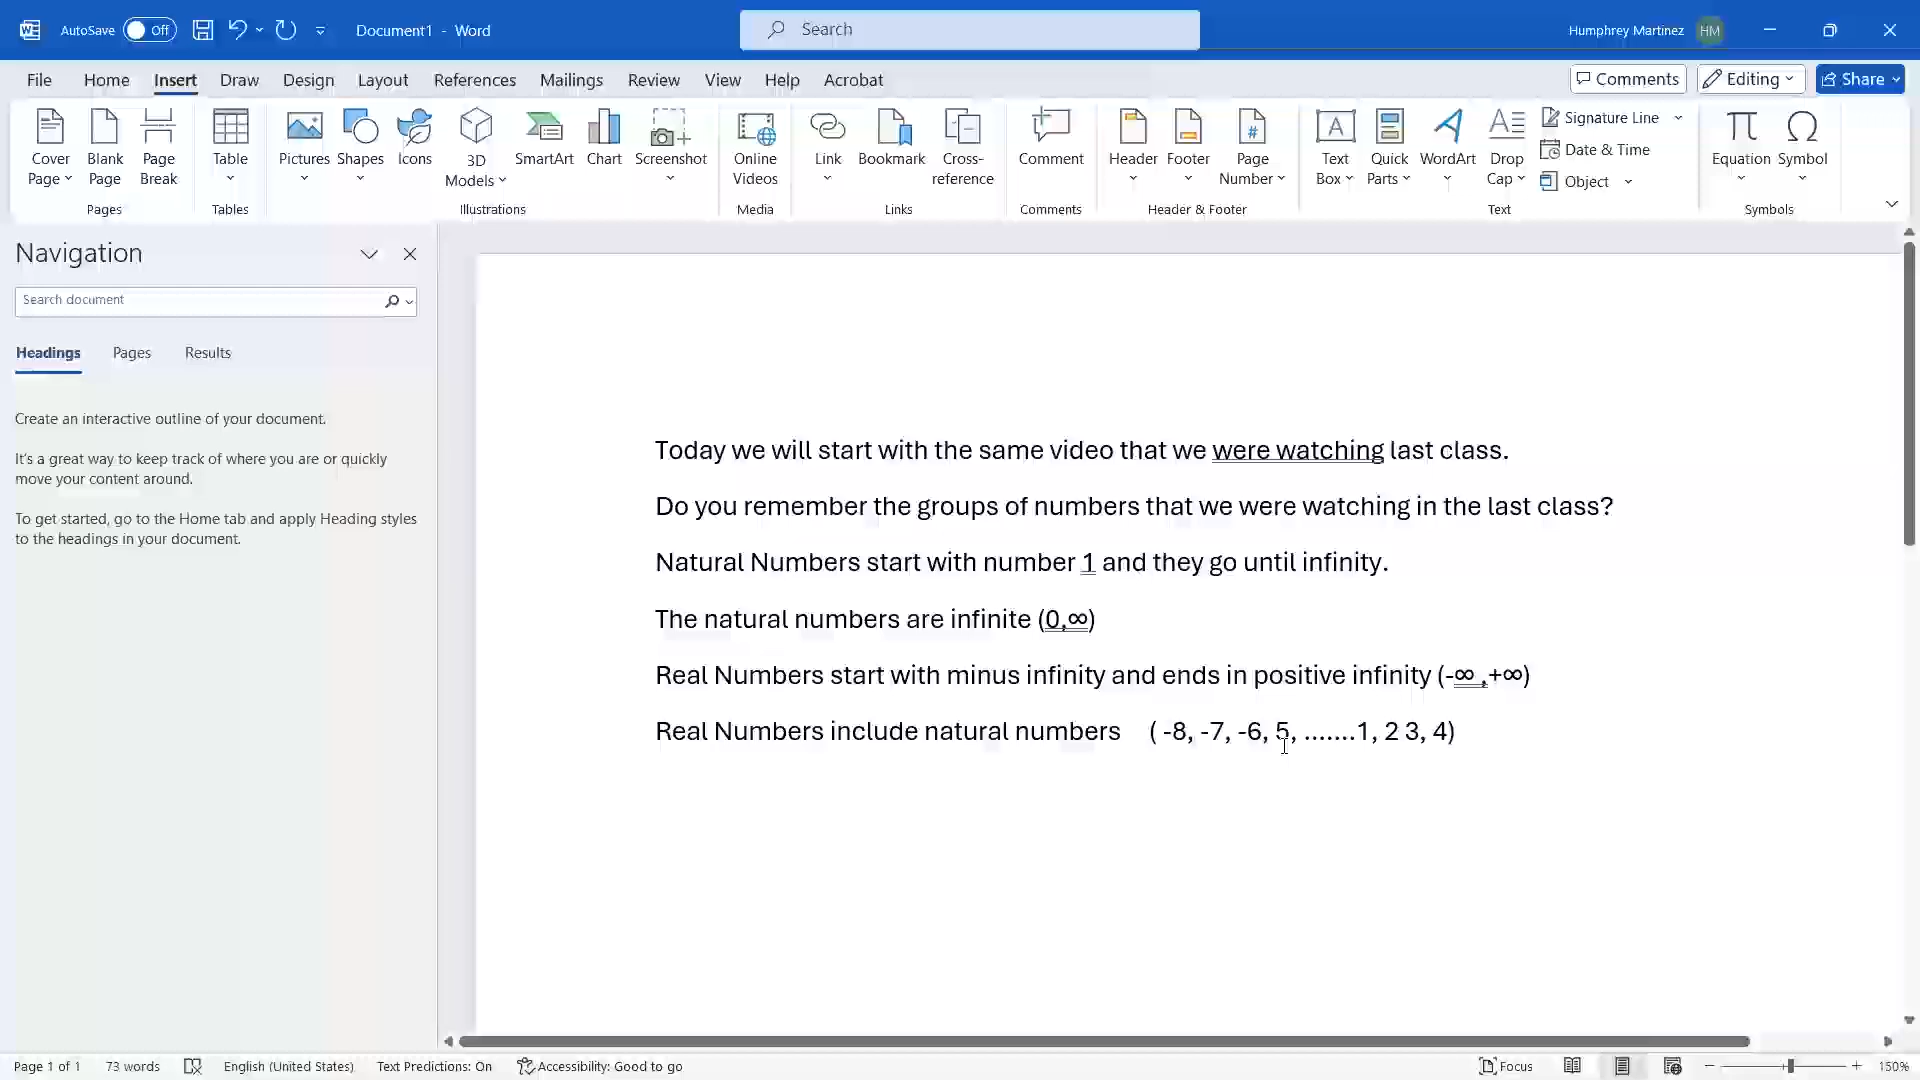 AutoSave Off Document1 - Word Search Humphrey Martinez HM
File Home Insert Draw Design Layout References Mailings Review View Help Acrobat Comments Editing Share
Cover Page
Blank Page
Page Break
Pages
Table
Tables
Pictures
Shapes
Icons
3D Models
SmartArt
Chart
Screenshot
Illustrations
Online Videos
Media
Link
Bookmark
Cross-reference
Links
Comment
Comments
Header
Footer
Page Number
Header & Footer
Text Box
Quick Parts
WordArt
Drop Cap
Signature Line
Date & Time
Object
Text
Equation
Symbol
Symbols
Navigation
Search document
Headings Pages Results
Create an interactive outline of your document.
It's a great way to keep track of where you are or quickly
move your content around.
To get started, go to the Home tab and apply Heading styles
to the headings in your document.
Today we will start with the same video that we were watching last class.
Do you remember the groups of numbers that we were watching in the last class?
Natural Numbers start with number 1 and they go until infinity.
The natural numbers are infinite (0,∞)
Real Numbers start with minus infinity and ends in positive infinity (-∞ ,+∞)
Real Numbers include natural numbers ( -8, -7, -6, 5, .......1, 2 3, 4)
Page 1 of 1 73 words English (United States) Text Predictions: On Accessibility: Good to go Focus 150%